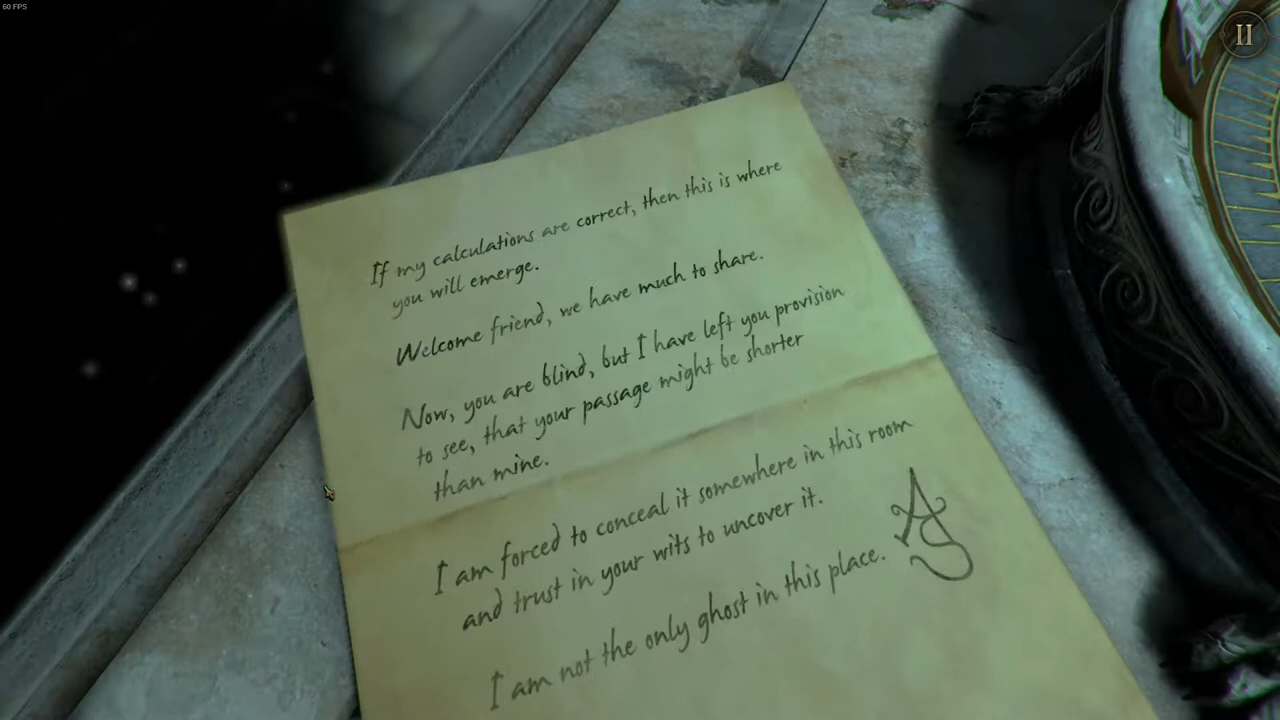 60 FPS
II
If my calculations are correct, then this is where
you will emerge.
Welcome friend, we have much to share.
Now, you are blind, but I have left you provision
to see, that your passage might be shorter
than mine.
I am forced to conceal it somewhere in this room
and trust in your wits to uncover it.
I am not the only ghost in this place.
AS